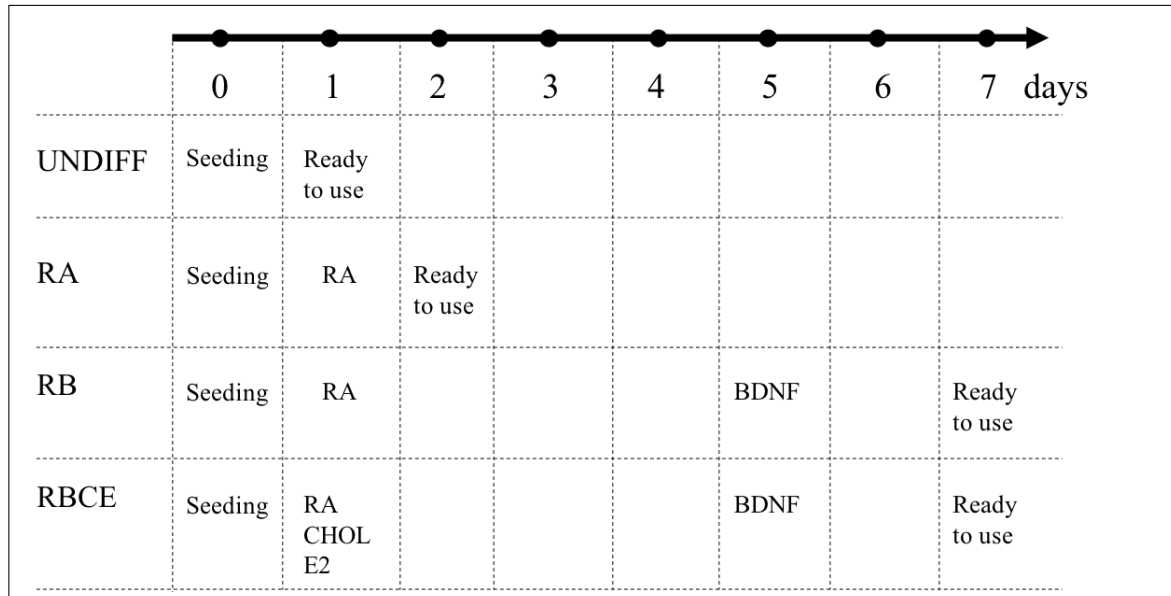 0 1 2 3 4 5 6 7 days
UNDIFF Seeding Ready
to use
RA Seeding RA Ready
to use
RB Seeding RA BDNF Ready
to use
RBCE Seeding RA BDNF Ready
CHOL to use
E2